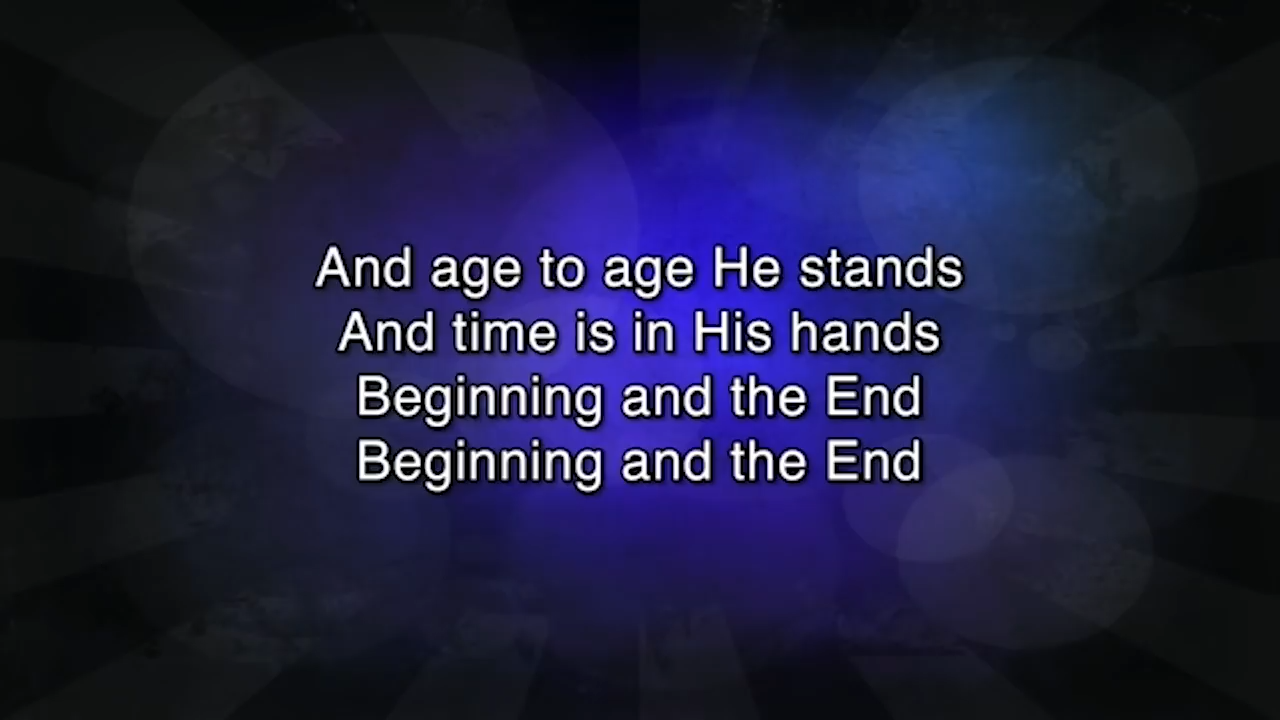 And age to age He stands
And time is in His hands
Beginning and the End
Beginning and the End